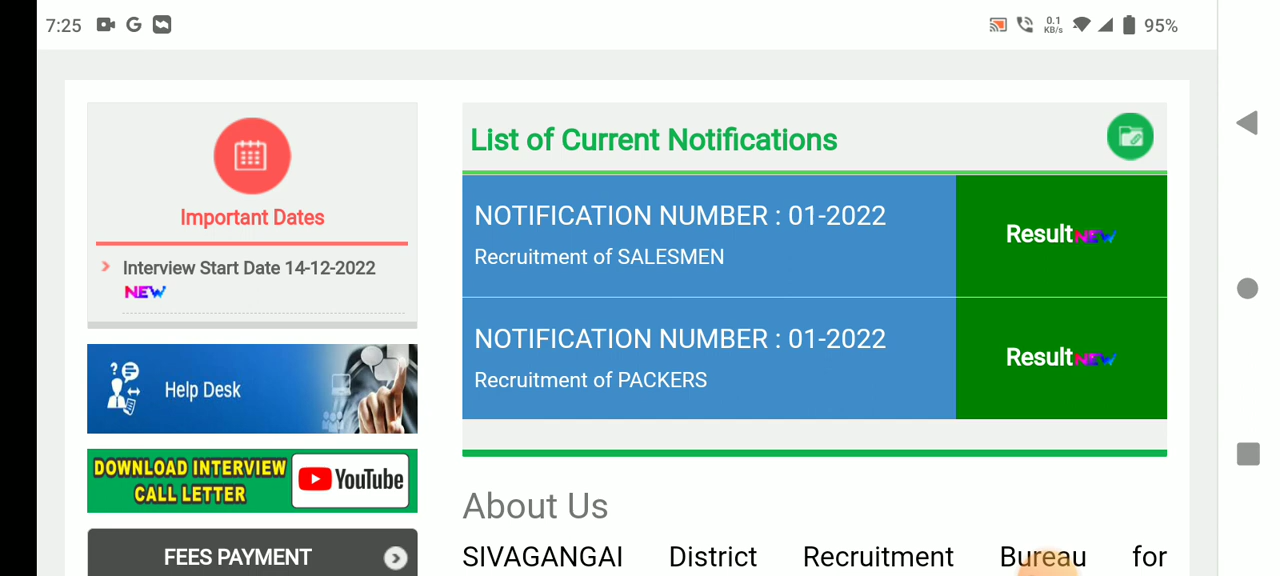 7:25
G
0.1
KB/s
95%
Important Dates
Interview Start Date 14-12-2022
NEW
Help Desk
DOWNLOAD INTERVIEW
CALL LETTER
YouTube
FEES PAYMENT
List of Current Notifications
NOTIFICATION NUMBER : 01-2022
Recruitment of SALESMEN
Result NEW
NOTIFICATION NUMBER : 01-2022
Recruitment of PACKERS
Result NEW
About Us
SIVAGANGAI District Recruitment Bureau for